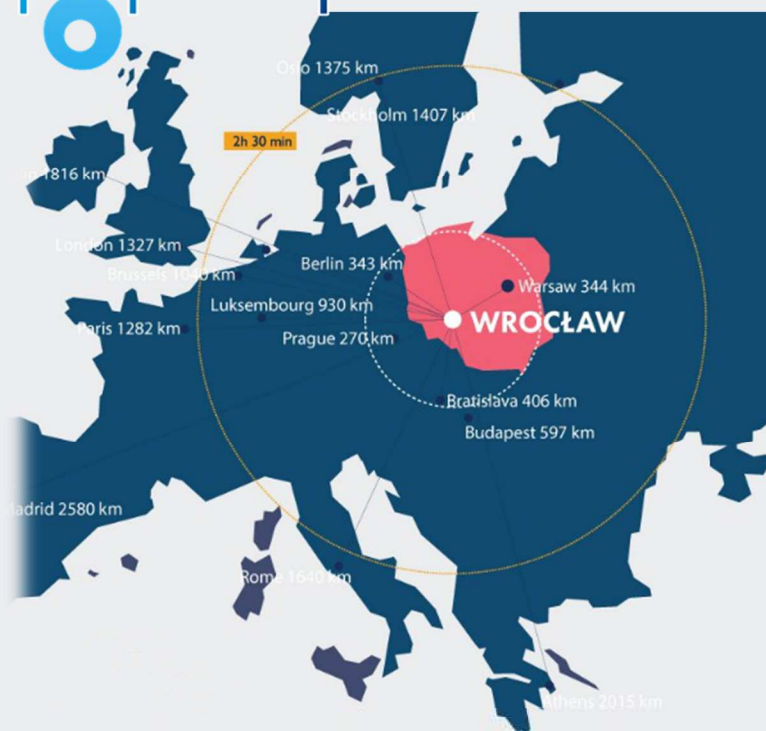 Oslo 1375 km
Stockholm 1407 km
2h 30 min
1816 km
London 1327 km
Berlin 343 km
Brussels 1040 km
Warsaw 344 km
Luksembourg 930 km
WROCŁAW
Paris 1282 km
Prague 270 km
Bratislava 406 km
Budapest 597 km
Madrid 2580 km
Rome 1640 km
Athens 2015 km